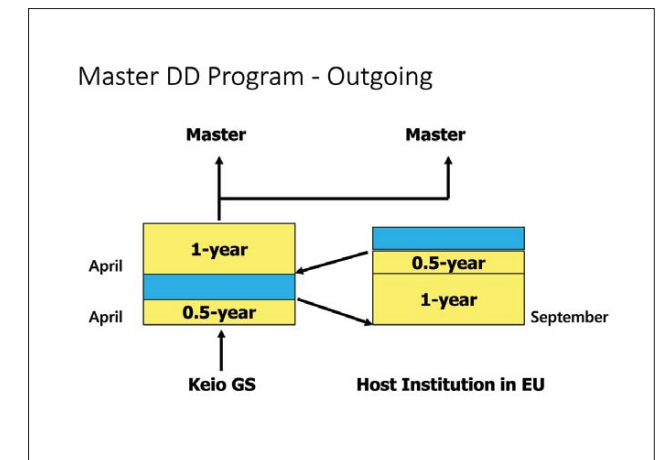 Master DD Program - Outgoing
Master Master
1-year
April
0.5-year
1-year
April 0.5-year
September
Keio GS Host Institution in EU